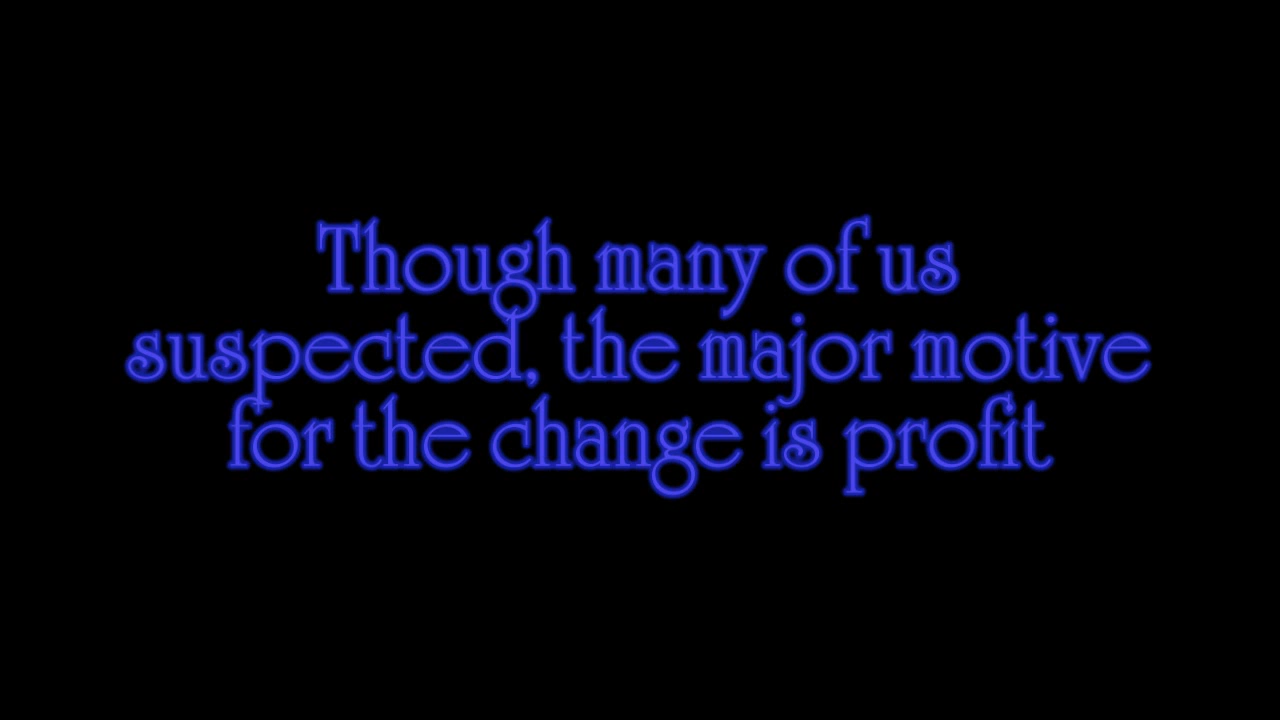 Though many of us
suspected, the major motive
for the change is profit